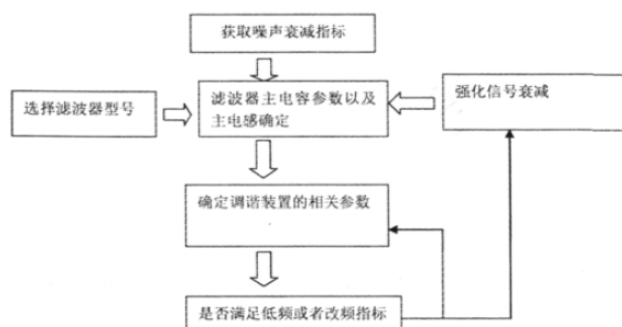 获取噪声衰减指标
选择滤波器型号
滤波器主电容参数以及
主电感确定
强化信号衰减
确定调谐装置的相关参数
是否满足低频或者改频指标